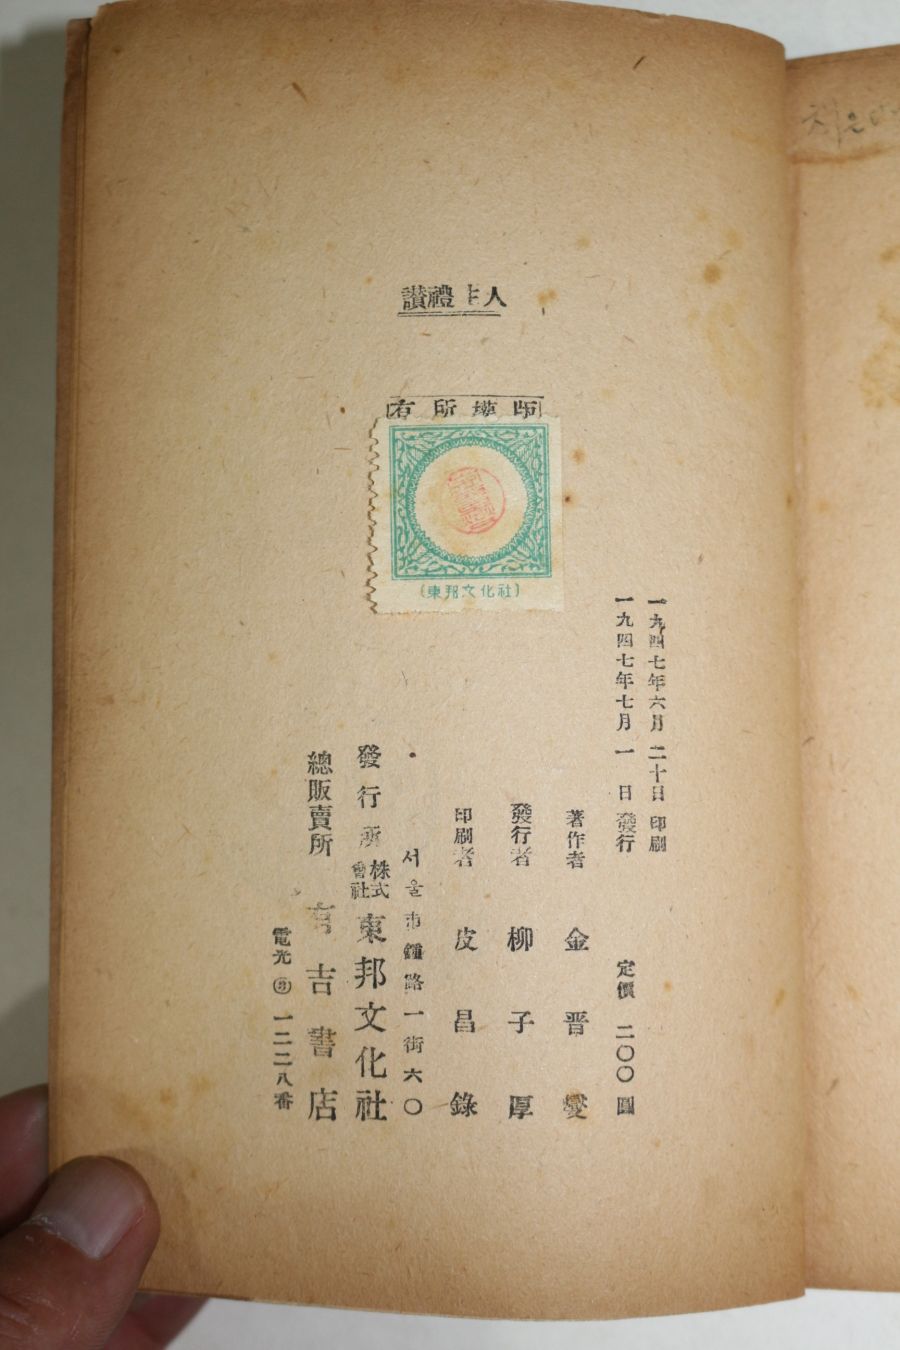 讚禮主人
有所權版
(東邦文化社)
一九四七年六月二十日 印刷
一九四七年七月一日 發行
定價 二〇〇圓
著作者 金晋燮
發行者 柳子厚
印刷者 皮昌錄
서울市鍾路一街六〇
發行所 株式會社 東邦文化社
總販賣所 有吉書店
電光 一二二八番